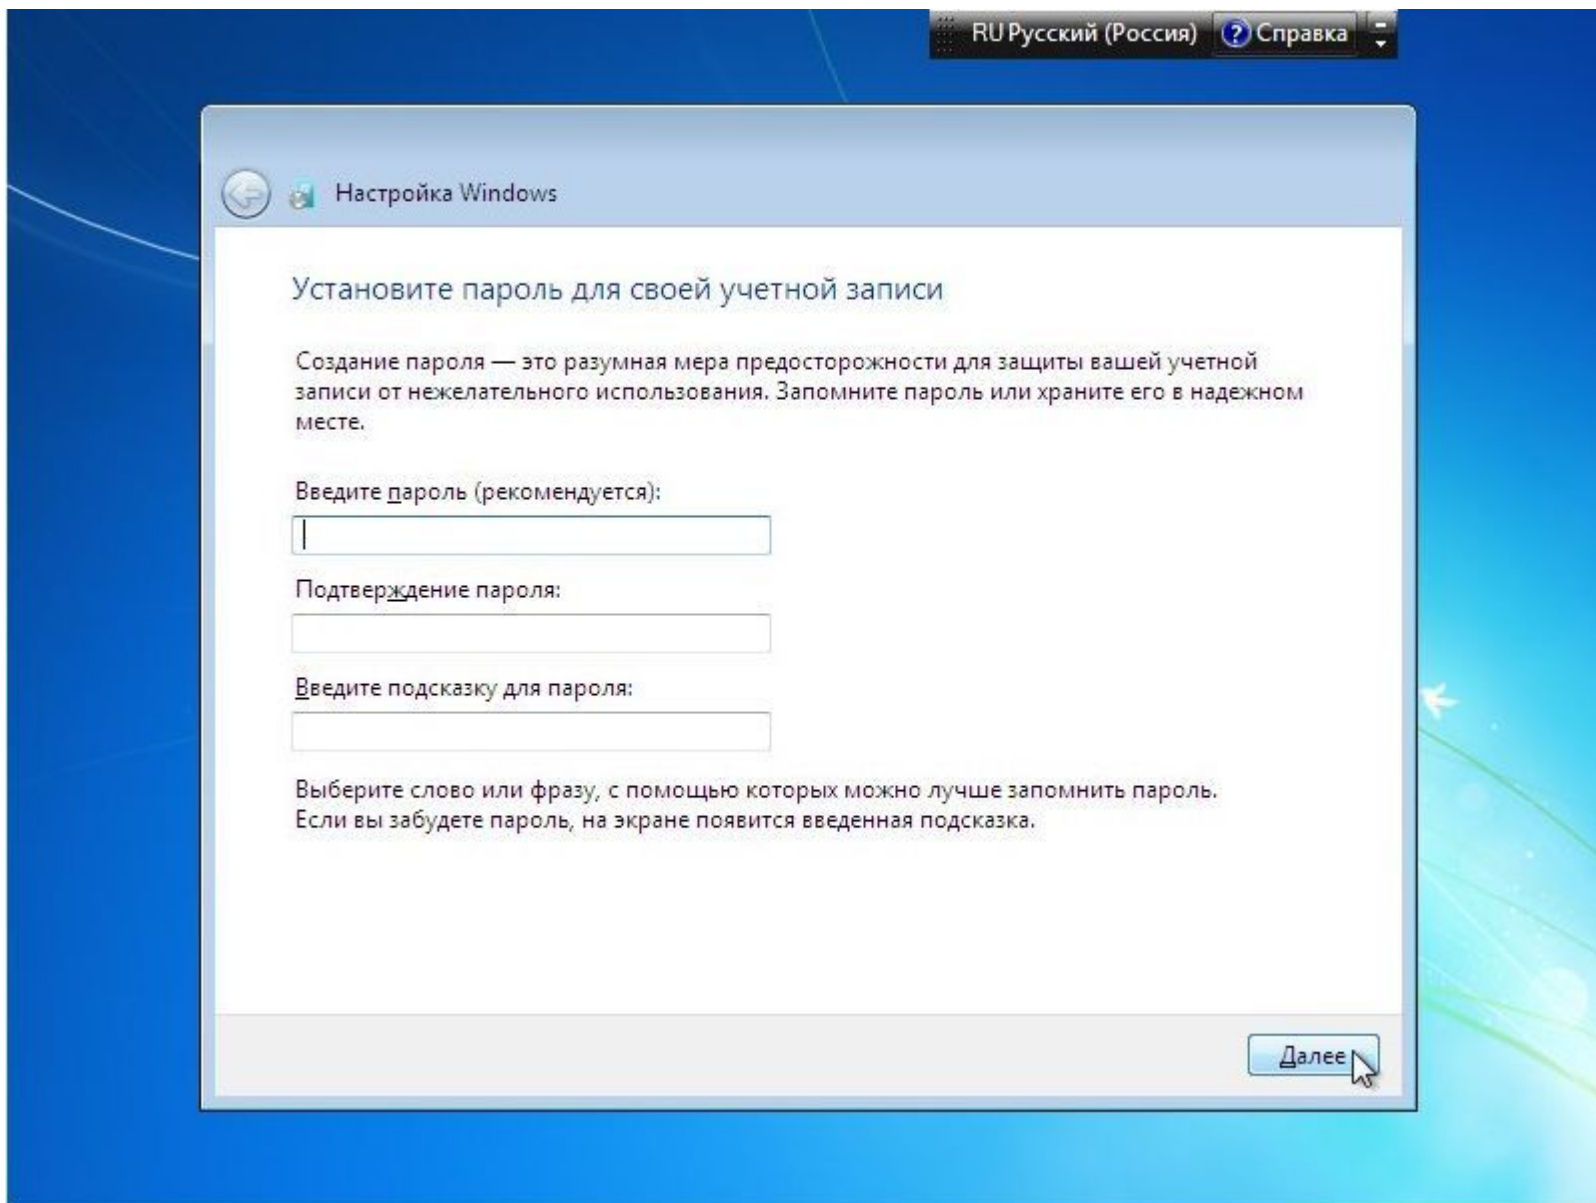 RU Русский (Россия) ? Справка
Настройка Windows
Установите пароль для своей учетной записи
Создание пароля — это разумная мера предосторожности для защиты вашей учетной
записи от нежелательного использования. Запомните пароль или храните его в надежном
месте.
Введите пароль (рекомендуется):
Подтверждение пароля:
Введите подсказку для пароля:
Выберите слово или фразу, с помощью которых можно лучше запомнить пароль.
Если вы забудете пароль, на экране появится введенная подсказка.
Далее